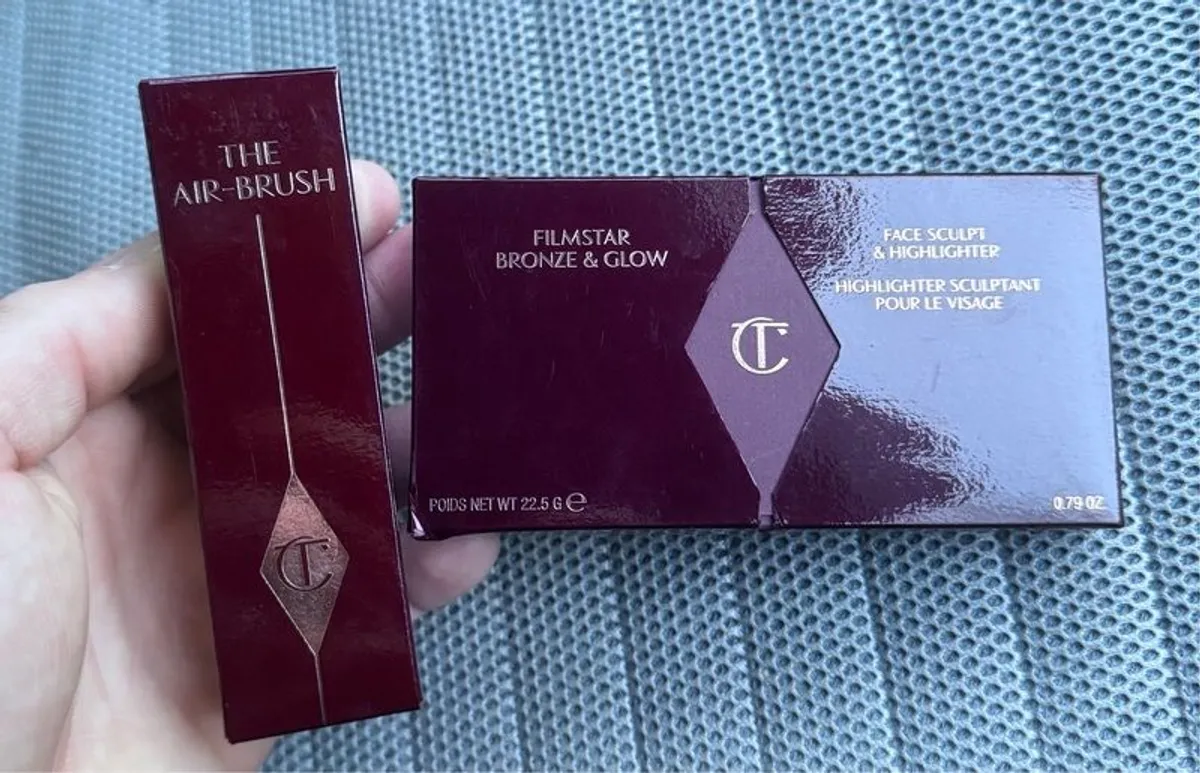 THE
AIR-BRUSH
CT
FILMSTAR
BRONZE & GLOW
CT
FACE SCULPT
& HIGHLIGHTER
HIGHLIGHTER SCULPTANT
POUR LE VISAGE
POIDS NET WT 22.5 G ℮
0.79 OZ